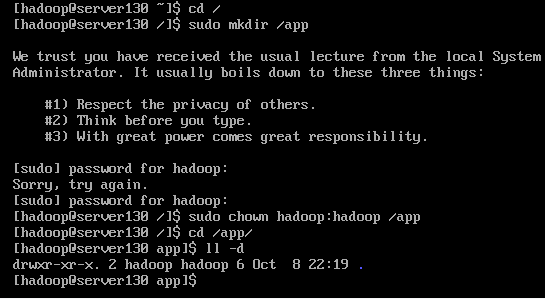 [hadoop@server130 /]$ cd /
[hadoop@server130 /]$ sudo mkdir /app
We trust you have received the usual lecture from the local System
Administrator. It usually boils down to these three things:
#1) Respect the privacy of others.
#2) Think before you type.
#3) With great power comes great responsibility.
[sudo] password for hadoop:
Sorry, try again.
[sudo] password for hadoop:
[hadoop@server130 /]$ sudo chown hadoop:hadoop /app
[hadoop@server130 /]$ cd /app/
[hadoop@server130 app]$ ll -d
drwxr-xr-x. 2 hadoop hadoop 6 Oct  8 22:19 .
[hadoop@server130 app]$